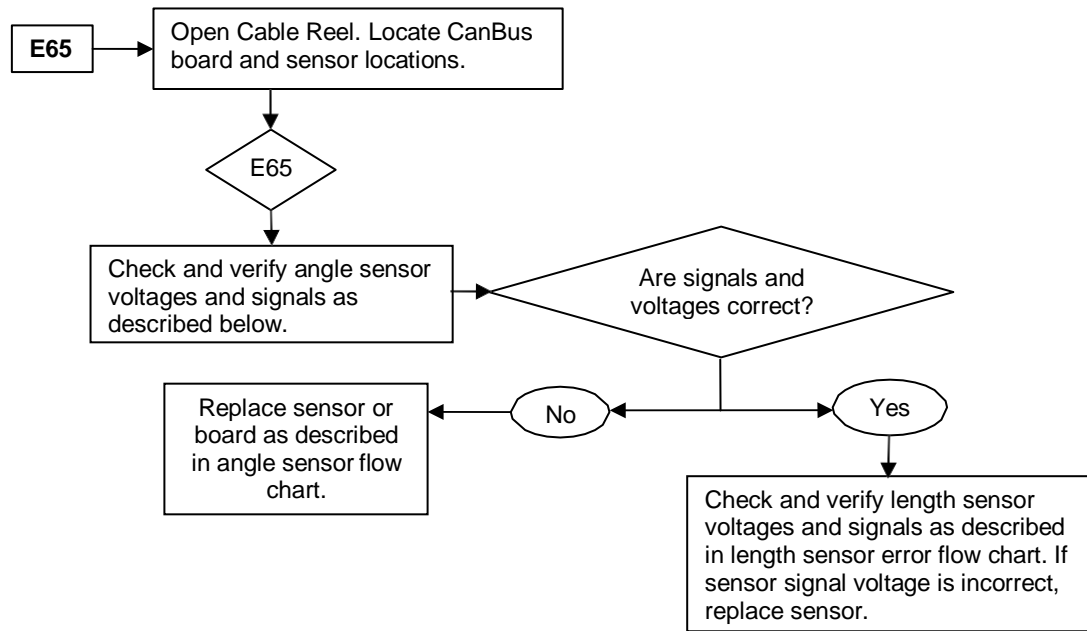 E65
Open Cable Reel. Locate CanBus
board and sensor locations.
E65
Check and verify angle sensor
voltages and signals as
described below.
Are signals and
voltages correct?
No
Yes
Replace sensor or
board as described
in angle sensor flow
chart.
Check and verify length sensor
voltages and signals as described
in length sensor error flow chart. If
sensor signal voltage is incorrect,
replace sensor.